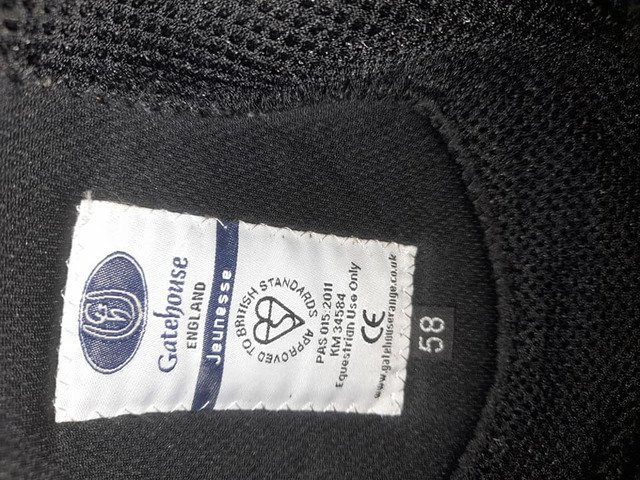 GH
Gatehouse
ENGLAND
Jeunesse
APPROVED TO BRITISH STANDARDS
PAS 015:2011
KM 34584
Equestrian Use Only
CE
www.gatehouserange.co.uk
58